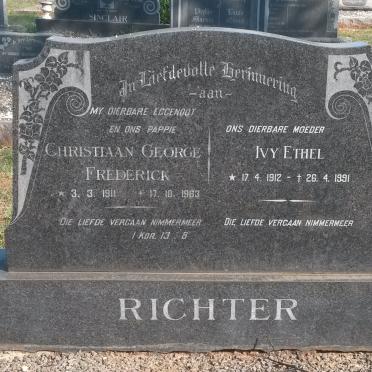 SINCLAIR
In Liefdevolle Herinnering
-aan-
MY DIERBARE EGGENOOT
EN ONS PAPPIE
CHRISTIAAN GEORGE
FREDERICK
* 3. 3. 1911 † 17. 10. 1963
DIE LIEFDE VERGAAN NIMMERMEER
I KOR. 13 . 8
ONS DIERBARE MOEDER
IVY ETHEL
* 17. 4. 1912 - † 26. 4. 1991
DIE LIEFDE VERGAAN NIMMERMEER
RICHTER